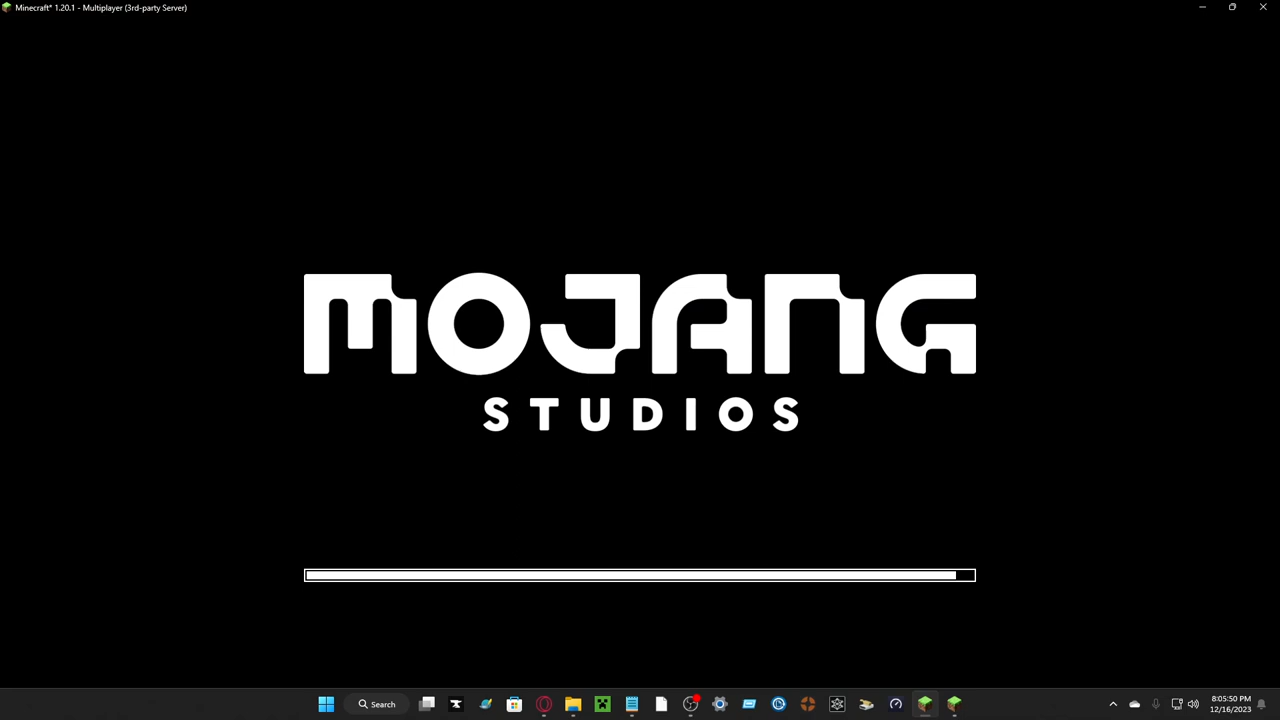 Minecraft* 1.20.1 - Multiplayer (3rd-party Server)
MOJANG
STUDIOS
Search
8:05:50 PM
12/16/2023